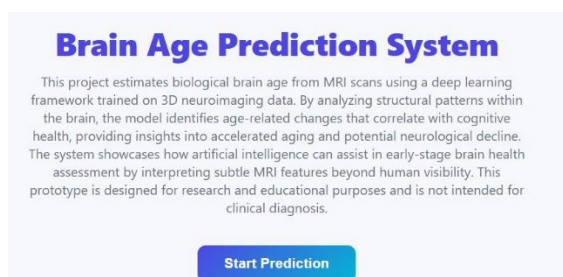 Brain Age Prediction System
This project estimates biological brain age from MRI scans using a deep learning
framework trained on 3D neuroimaging data. By analyzing structural patterns within
the brain, the model identifies age-related changes that correlate with cognitive
health, providing insights into accelerated aging and potential neurological decline.
The system showcases how artificial intelligence can assist in early-stage brain health
assessment by interpreting subtle MRI features beyond human visibility. This
prototype is designed for research and educational purposes and is not intended for
clinical diagnosis.
Start Prediction